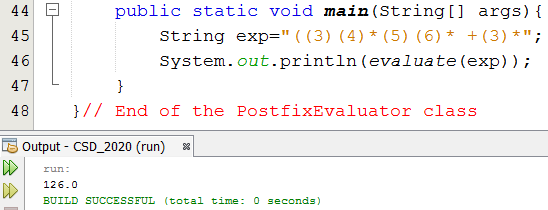 44 public static void main(String[] args){
45 String exp="((3)(4)*(5)(6)* +(3)*";
46 System.out.println(evaluate(exp));
47 }
48 }// End of the PostfixEvaluator class
Output - CSD_2020 (run)
run:
126.0
BUILD SUCCESSFUL (total time: 0 seconds)